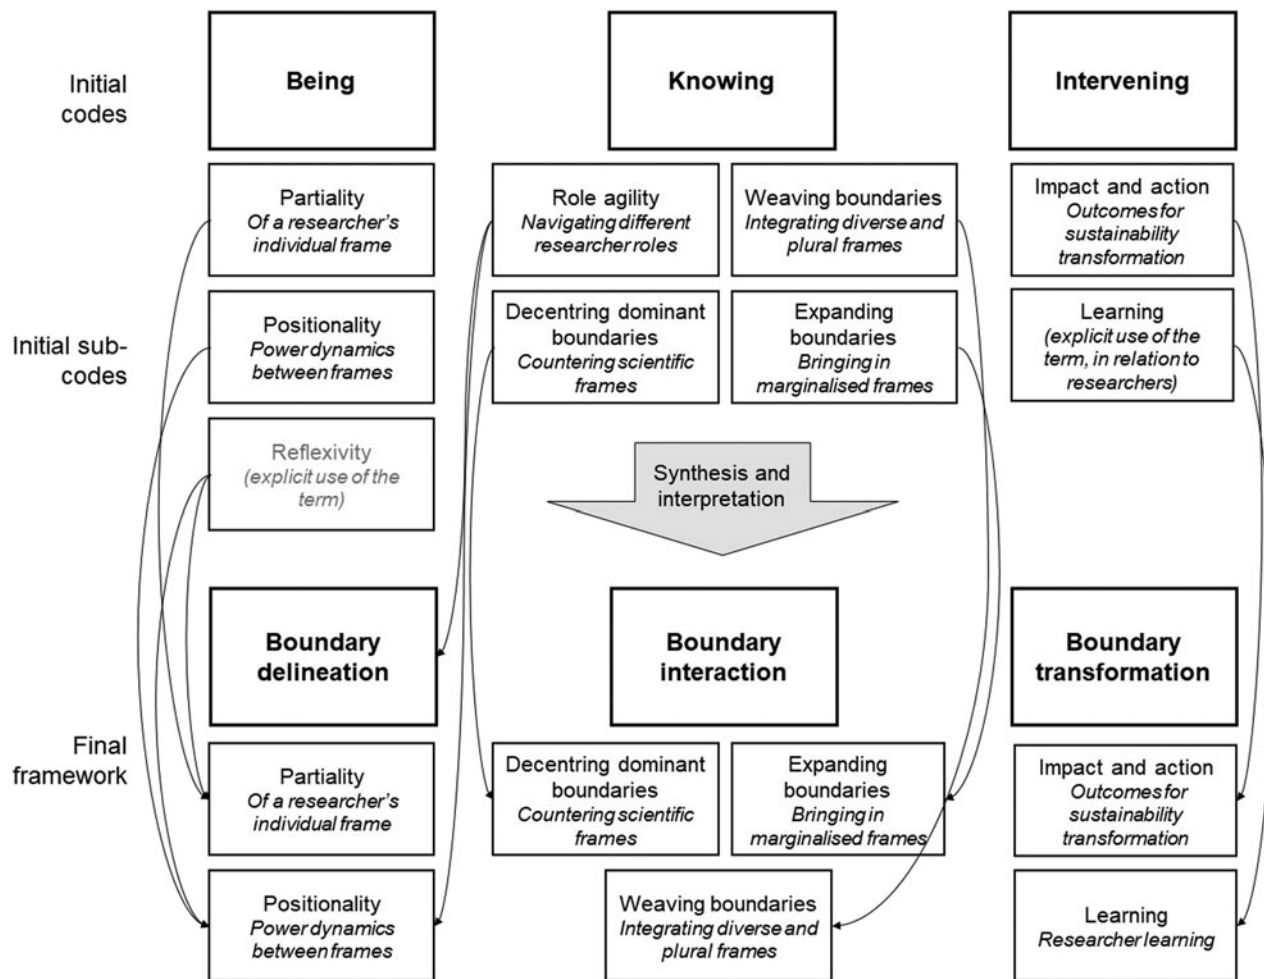 Initial
codes
Being
Knowing
Intervening
Initial sub-
codes
Partiality
Of a researcher's
individual frame
Role agility
Navigating different
researcher roles
Weaving boundaries
Integrating diverse and
plural frames
Impact and action
Outcomes for
sustainability
transformation
Positionality
Power dynamics
between frames
Decentring dominant
boundaries
Countering scientific
frames
Expanding
boundaries
Bringing in
marginalised frames
Learning
(explicit use of the
term, in relation to
researchers)
Reflexivity
(explicit use of the
term)
Synthesis and
interpretation
Final
framework
Boundary
delineation
Boundary
interaction
Boundary
transformation
Partiality
Of a researcher's
individual frame
Decentring dominant
boundaries
Countering scientific
frames
Expanding
boundaries
Bringing in
marginalised frames
Impact and action
Outcomes for
sustainability
transformation
Positionality
Power dynamics
between frames
Weaving boundaries
Integrating diverse and
plural frames
Learning
Researcher learning